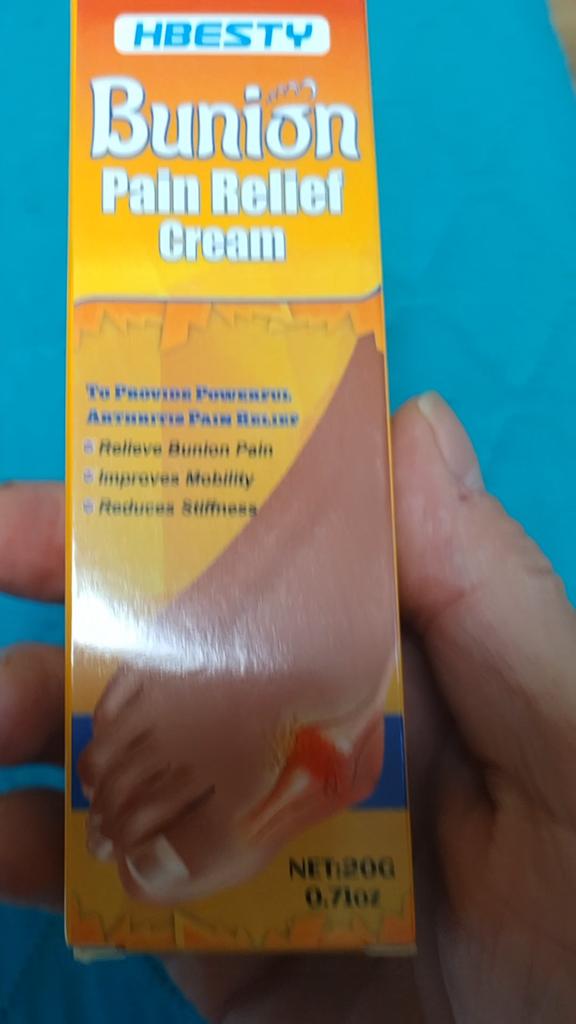 HBESTY
Bunion
Pain Relief
Cream
To Provide Powerful
Arthritis Pain Relief
Relieve Bunion Pain
Improves Mobility
Reduces Stiffness
NET:20G
0.71oz